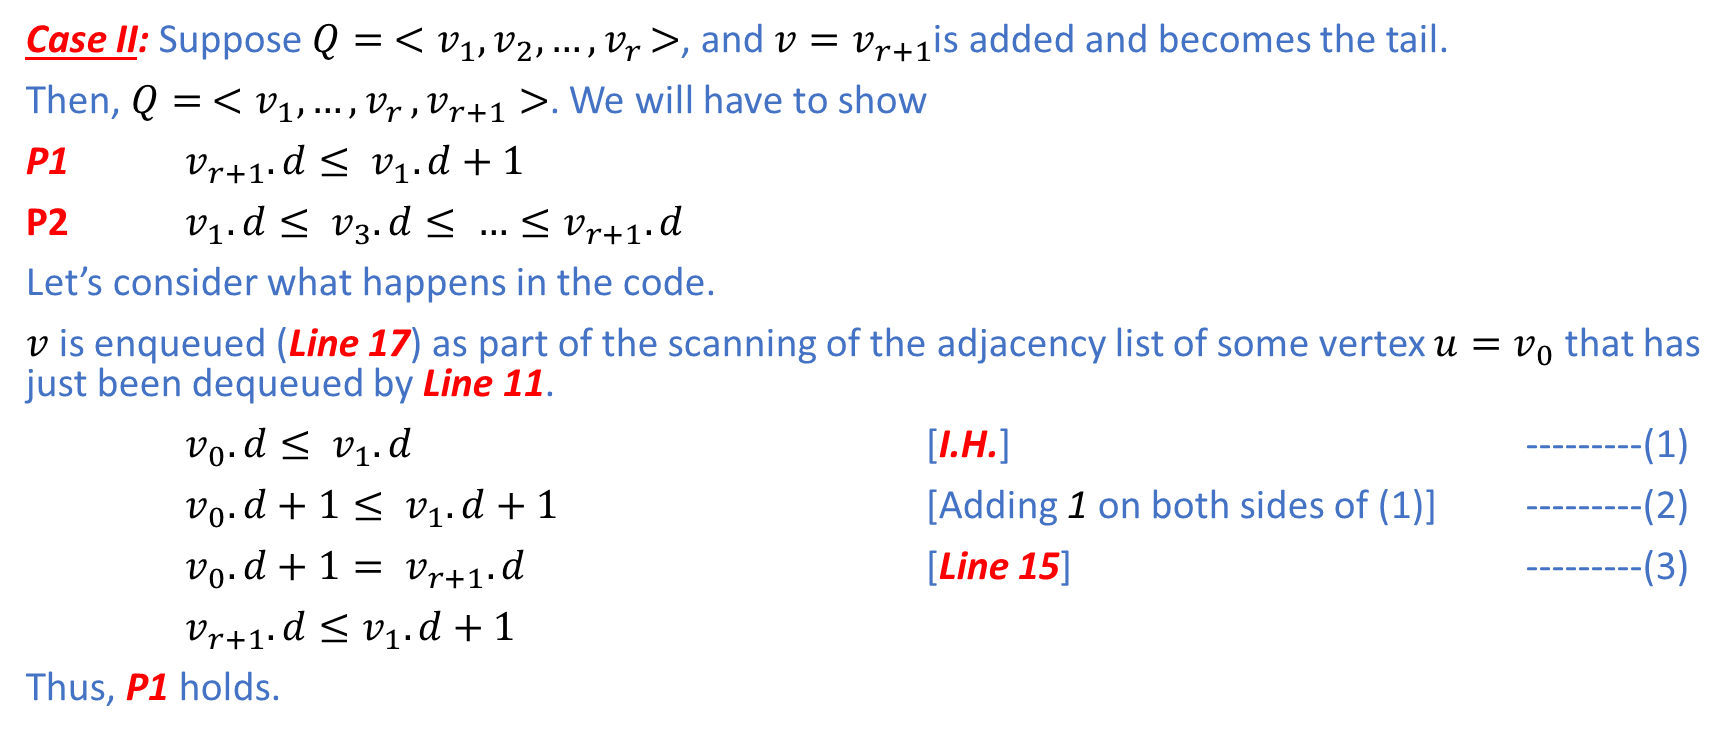 Case II: Suppose Q = < v₁, v₂, ..., vᵣ >, and v = vᵣ₊₁ is added and becomes the tail.
Then, Q = < v₁, ..., vᵣ, vᵣ₊₁ >. We will have to show
P1 vᵣ₊₁.d ≤ v₁.d + 1
P2 v₁.d ≤ v₃.d ≤ ... ≤ vᵣ₊₁.d
Let's consider what happens in the code.
v is enqueued (Line 17) as part of the scanning of the adjacency list of some vertex u = v₀ that has
just been dequeued by Line 11.
v₀.d ≤ v₁.d [I.H.] ---------(1)
v₀.d + 1 ≤ v₁.d + 1 [Adding 1 on both sides of (1)] ---------(2)
v₀.d + 1 = vᵣ₊₁.d [Line 15] ---------(3)
vᵣ₊₁.d ≤ v₁.d + 1
Thus, P1 holds.